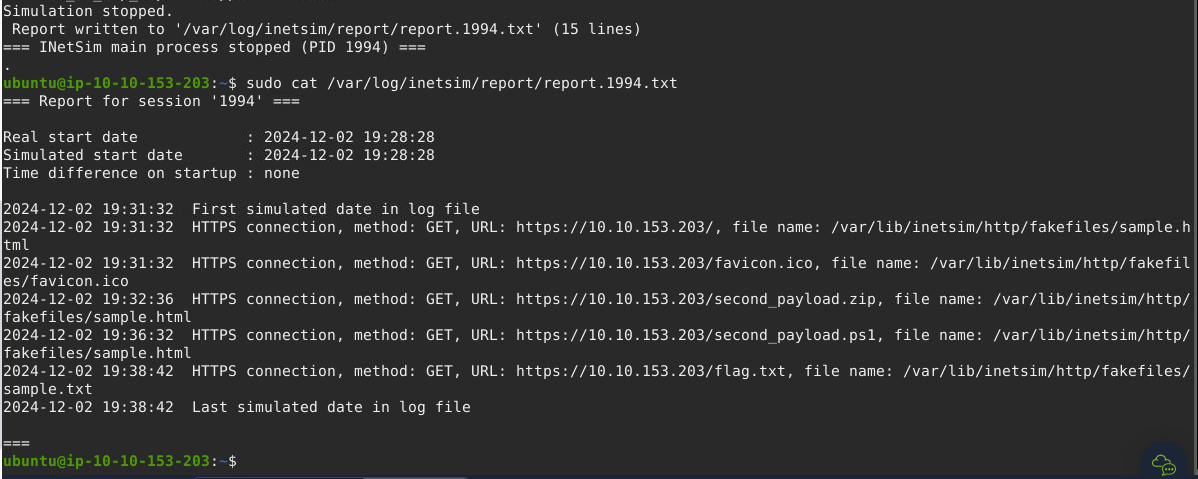 Simulation stopped.
 Report written to '/var/log/inetsim/report/report.1994.txt' (15 lines)
=== INetSim main process stopped (PID 1994) ===
.
ubuntu@ip-10-10-153-203:~$ sudo cat /var/log/inetsim/report/report.1994.txt
=== Report for session '1994' ===
Real start date            : 2024-12-02 19:28:28
Simulated start date       : 2024-12-02 19:28:28
Time difference on startup : none
2024-12-02 19:31:32  First simulated date in log file
2024-12-02 19:31:32  HTTPS connection, method: GET, URL: https://10.10.153.203/, file name: /var/lib/inetsim/http/fakefiles/sample.h
tml
2024-12-02 19:31:32  HTTPS connection, method: GET, URL: https://10.10.153.203/favicon.ico, file name: /var/lib/inetsim/http/fakefil
es/favicon.ico
2024-12-02 19:32:36  HTTPS connection, method: GET, URL: https://10.10.153.203/second_payload.zip, file name: /var/lib/inetsim/http/
fakefiles/sample.html
2024-12-02 19:36:32  HTTPS connection, method: GET, URL: https://10.10.153.203/second_payload.ps1, file name: /var/lib/inetsim/http/
fakefiles/sample.html
2024-12-02 19:38:42  HTTPS connection, method: GET, URL: https://10.10.153.203/flag.txt, file name: /var/lib/inetsim/http/fakefiles/
sample.txt
2024-12-02 19:38:42  Last simulated date in log file
===
ubuntu@ip-10-10-153-203:~$